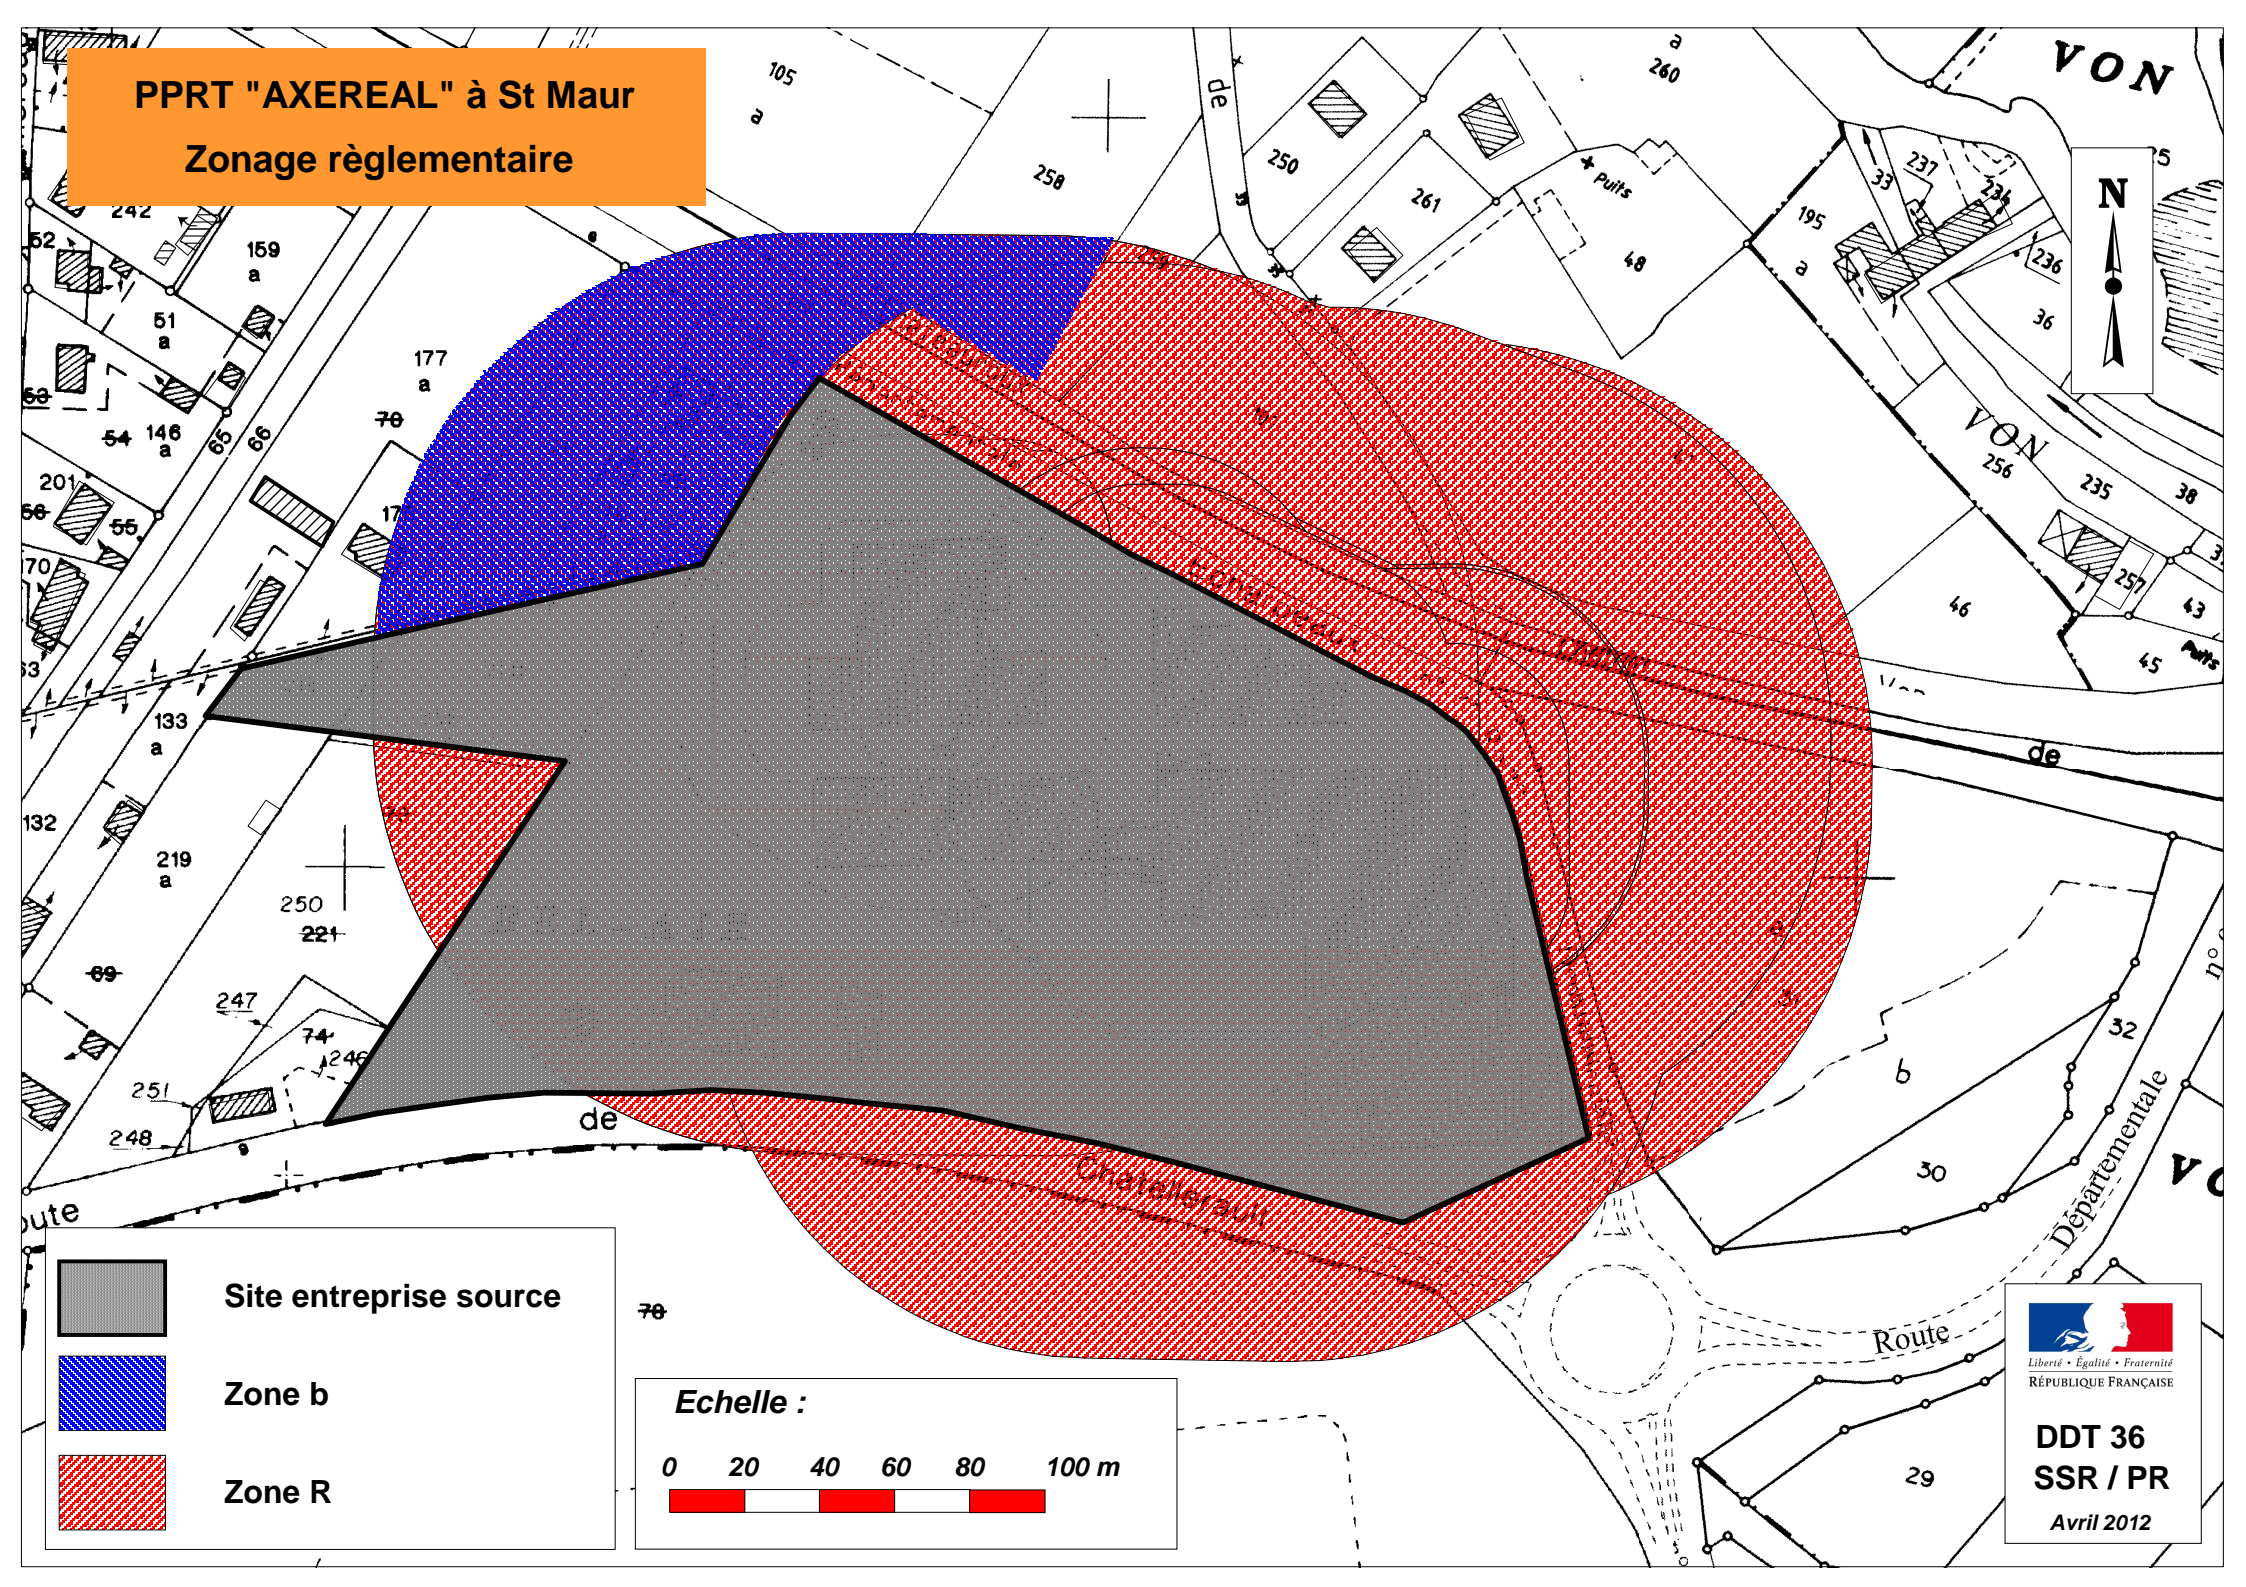 PPRT "AXEREAL" à St Maur
Zonage règlementaire
105
a
258
de
250
261
a
260
Puits
48
195
a
33
237
234
236
36
VON
N
242
52
159
a
51
a
177
a
70
53
54
146
a
65
66
201
55
133
a
132
219
a
250
221
69
247
74
246
251
248
9
de
Chatellerault
VON
256
235
38
257
43
46
45
Puits
de
32
b
30
31
29
n°
Route
Départementale
78
Site entreprise source
Zone b
Zone R
Echelle :
0 20 40 60 80 100 m
Liberté • Égalité • Fraternité
RÉPUBLIQUE FRANÇAISE
DDT 36
SSR / PR
Avril 2012